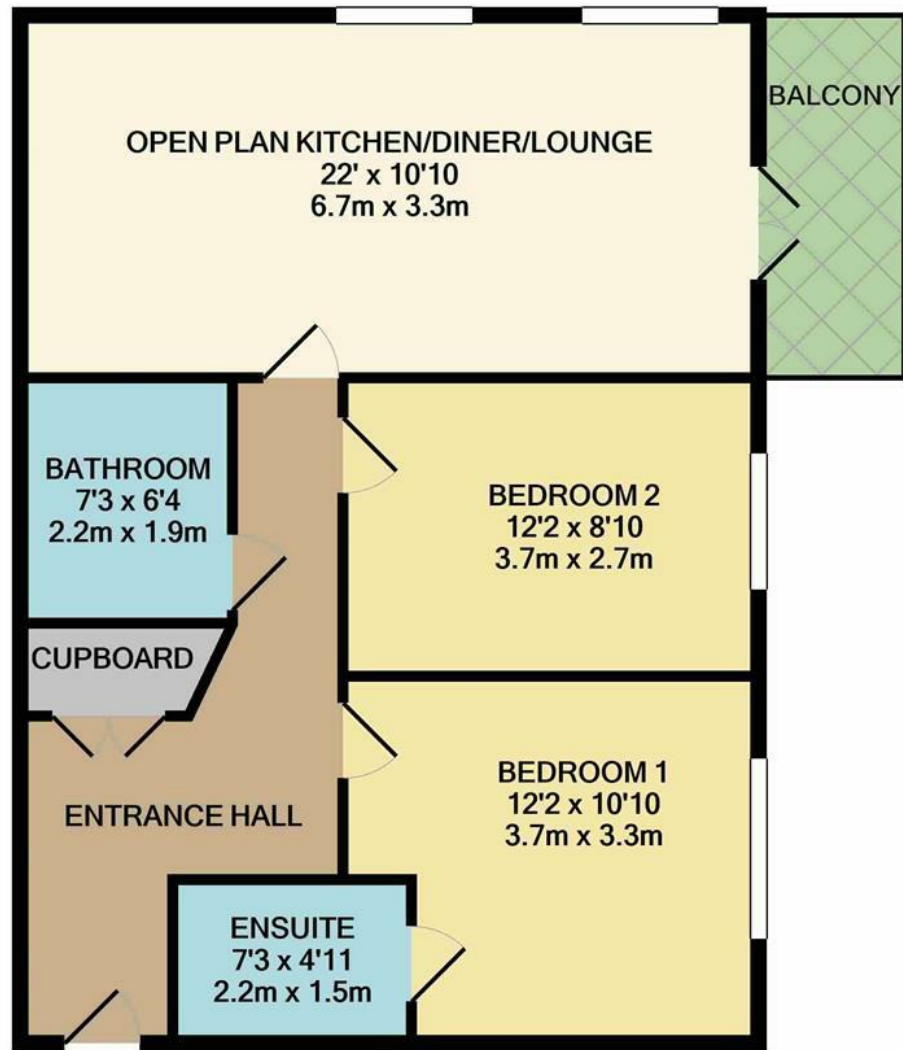 OPEN PLAN KITCHEN/DINER/LOUNGE
22' x 10'10
6.7m x 3.3m
BALCONY
BATHROOM
7'3 x 6'4
2.2m x 1.9m
BEDROOM 2
12'2 x 8'10
3.7m x 2.7m
CUPBOARD
ENTRANCE HALL
BEDROOM 1
12'2 x 10'10
3.7m x 3.3m
ENSUITE
7'3 x 4'11
2.2m x 1.5m